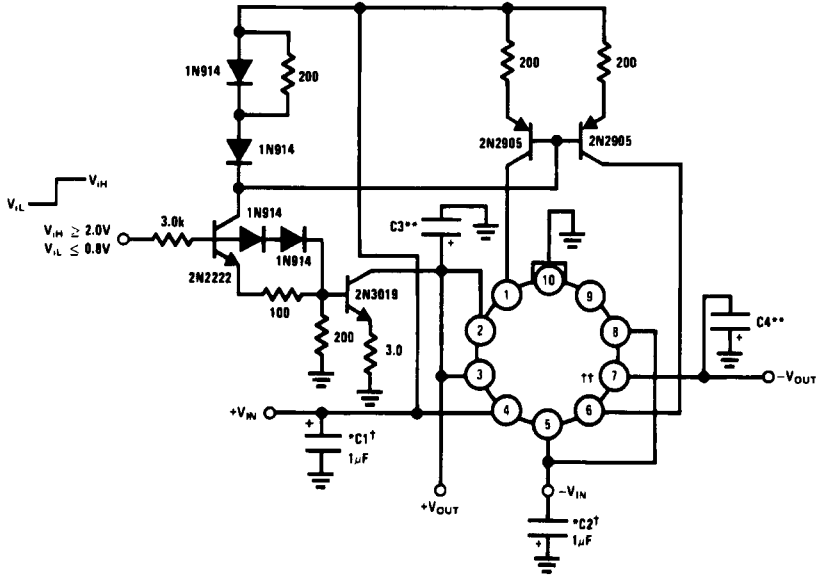 1N914
200
200
200
2N2905
2N2905
1N914
V_IL
V_IH
V_IH ≥ 2.0V
V_IL ≤ 0.8V
3.0k
1N914
1N914
2N2222
C3**
100
2N3019
200
3.0
10
1
9
2
8
3
††
7
4
6
5
C4**
+
+
-V_OUT
+V_IN
+
*C1†
1μF
+V_OUT
-V_IN
*C2†
1μF
+